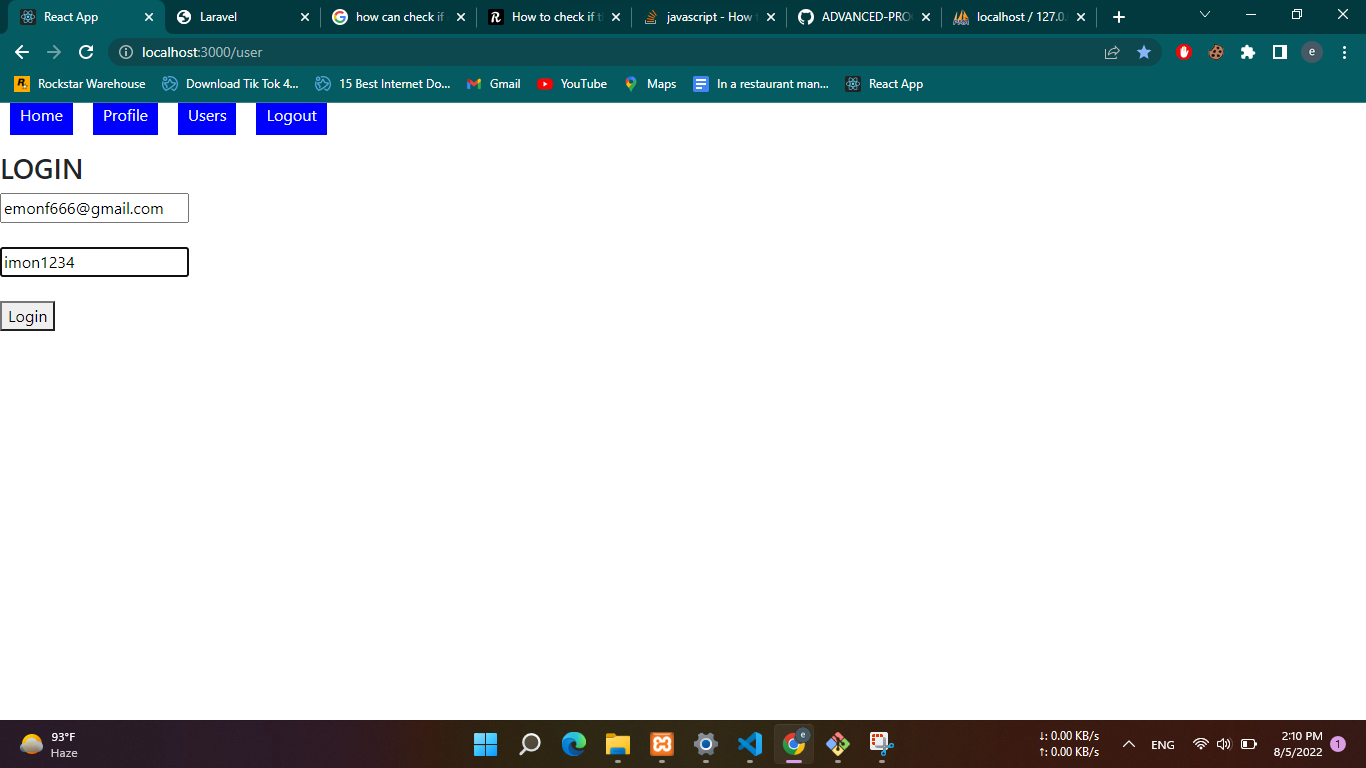 React App
Laravel
how can check if
How to check if t
javascript - How
ADVANCED-PRO
localhost / 127.0.
localhost:3000/user
e
Rockstar Warehouse
Download Tik Tok 4...
15 Best Internet Do...
Gmail
YouTube
Maps
In a restaurant man...
React App
Home
Profile
Users
Logout
LOGIN
emonf666@gmail.com
imon1234
Login
93°F
Haze
↓: 0.00 KB/s
↑: 0.00 KB/s
ENG
2:10 PM
8/5/2022
1